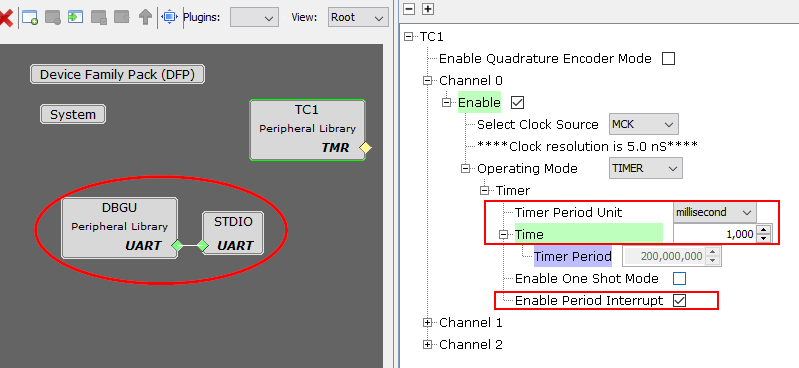 Plugins:
View:
Root
Device Family Pack (DFP)
System
TC1
Peripheral Library
TMR
DBGU
Peripheral Library
UART
STDIO
UART
TC1
Enable Quadrature Encoder Mode
Channel 0
Enable
Select Clock Source
MCK
****Clock resolution is 5.0 nS****
Operating Mode
TIMER
Timer
Timer Period Unit
millisecond
Time
1,000
Timer Period
200,000,000
Enable One Shot Mode
Enable Period Interrupt
Channel 1
Channel 2